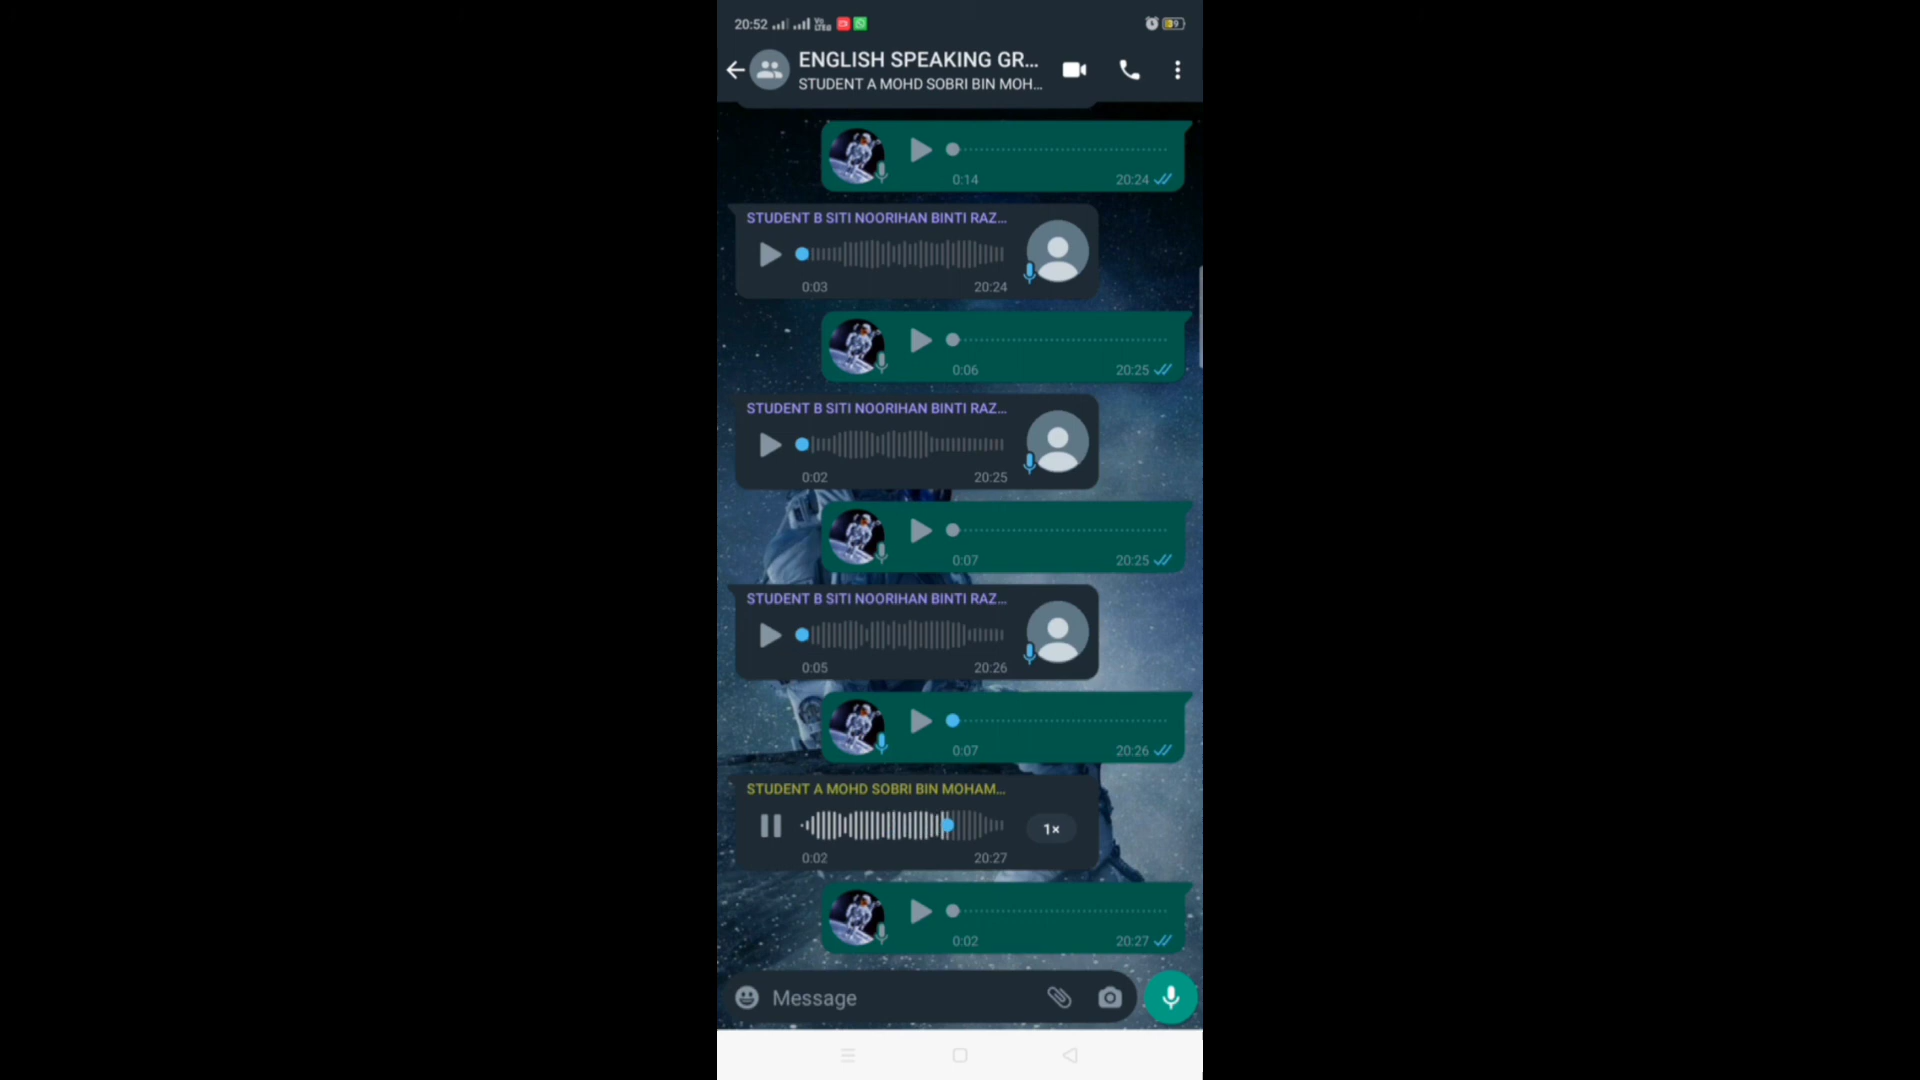 20:52
ENGLISH SPEAKING GR...
STUDENT A MOHD SOBRI BIN MOH...
0:14 20:24
STUDENT B SITI NOORIHAN BINTI RAZ...
0:03 20:24
0:06 20:25
STUDENT B SITI NOORIHAN BINTI RAZ...
0:02 20:25
0:07 20:25
STUDENT B SITI NOORIHAN BINTI RAZ...
0:05 20:26
0:07 20:26
STUDENT A MOHD SOBRI BIN MOHAM...
1×
0:02 20:27
0:02 20:27
Message